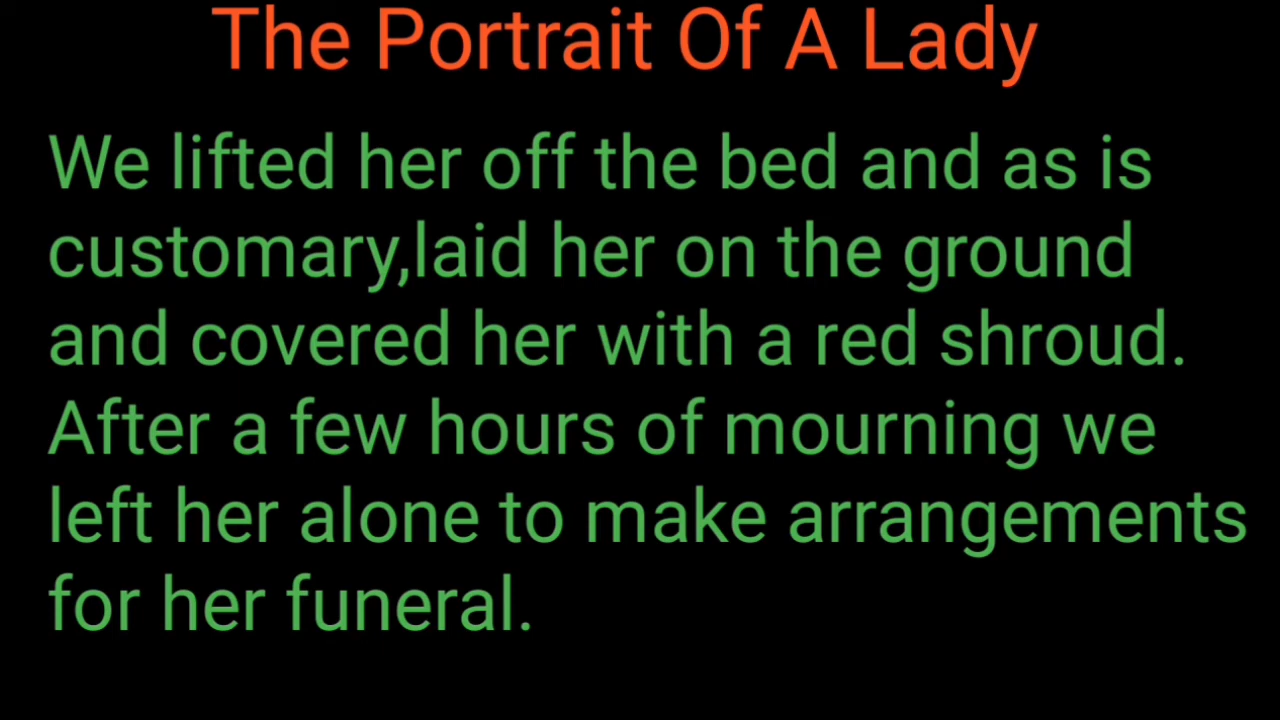 The Portrait Of A Lady
We lifted her off the bed and as is
customary,laid her on the ground
and covered her with a red shroud.
After a few hours of mourning we
left her alone to make arrangements
for her funeral.